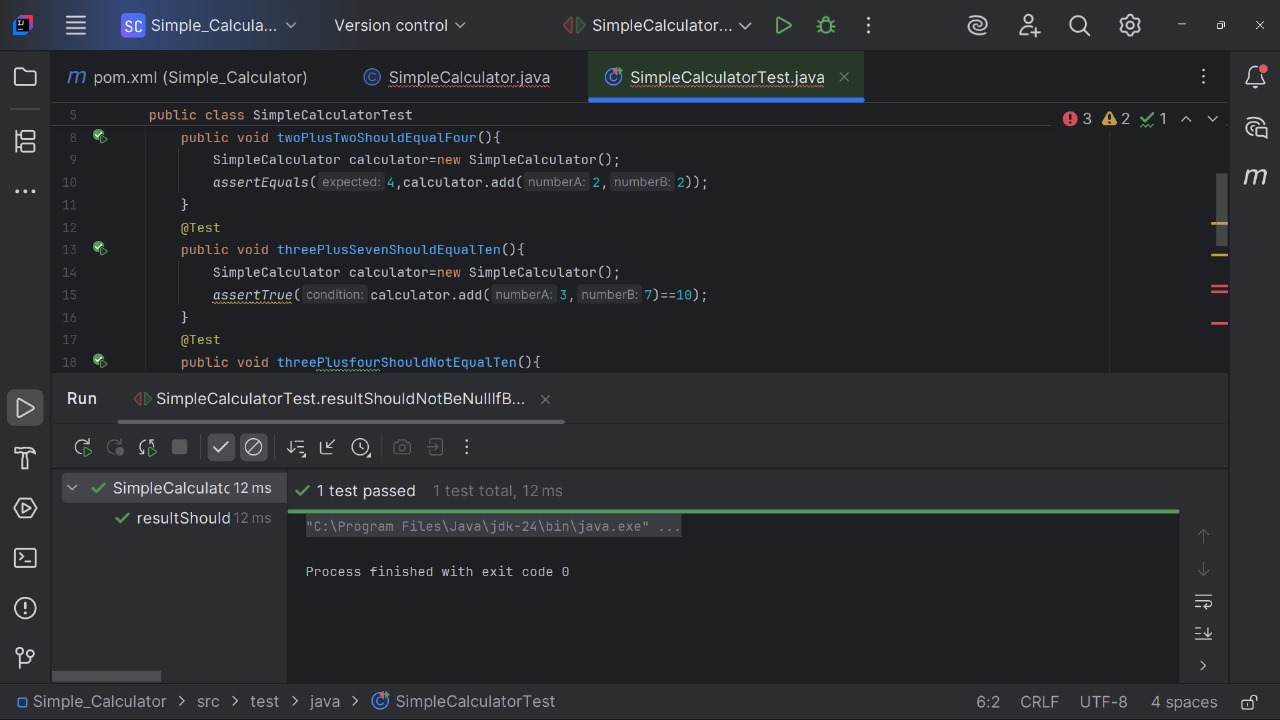 SC Simple_Calcula... Version control SimpleCalculator...
m pom.xml (Simple_Calculator) SimpleCalculator.java SimpleCalculatorTest.java
5 public class SimpleCalculatorTest 3 2 1
8 public void twoPlusTwoShouldEqualFour(){
9 SimpleCalculator calculator=new SimpleCalculator();
10 assertEquals( expected: 4,calculator.add( numberA: 2, numberB: 2));
11 }
12 @Test
13 public void threePlusSevenShouldEqualTen(){
14 SimpleCalculator calculator=new SimpleCalculator();
15 assertTrue( condition: calculator.add( numberA: 3, numberB: 7)==10);
16 }
17 @Test
18 public void threePlusfourShouldNotEqualTen(){
Run SimpleCalculatorTest.resultShouldNotBeNullIfB...
SimpleCalculatc 12 ms 1 test passed 1 test total, 12 ms
resultShould 12 ms
"C:\Program Files\Java\jdk-24\bin\java.exe" ...
Process finished with exit code 0
Simple_Calculator > src > test > java > SimpleCalculatorTest 6:2 CRLF UTF-8 4 spaces